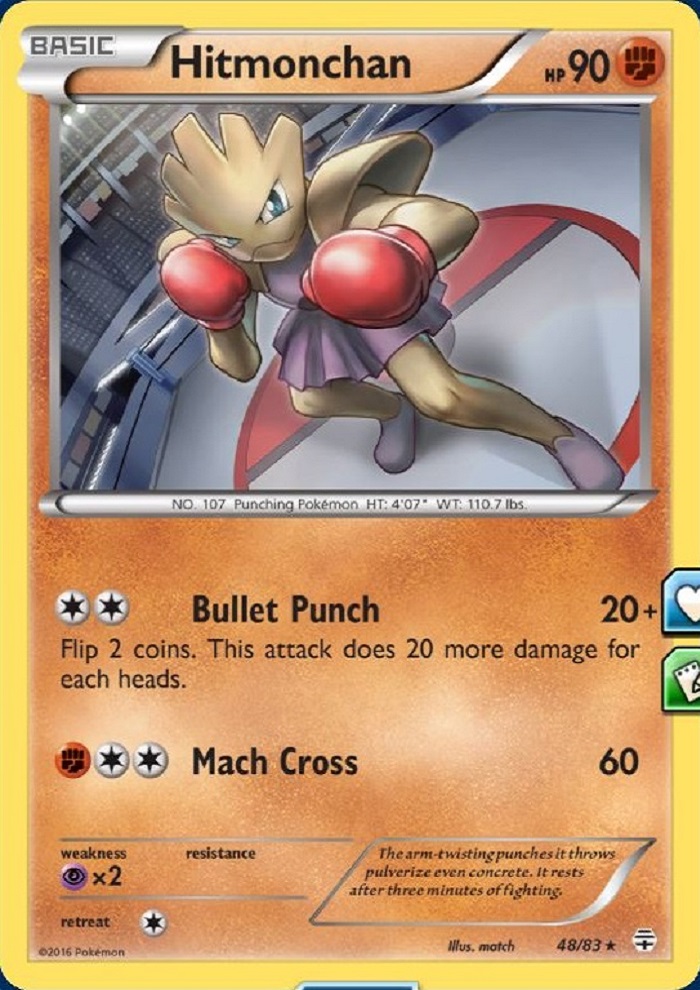 BASIC
Hitmonchan
HP 90
NO. 107 Punching Pokémon HT: 4'07" WT: 110.7 lbs.
Bullet Punch 20+
Flip 2 coins. This attack does 20 more damage for
each heads.
Mach Cross 60
weakness resistance
×2
The arm-twisting punches it throws
pulverize even concrete. It rests
after three minutes of fighting.
retreat
©2016 Pokémon
Illus. match
48/83 ★